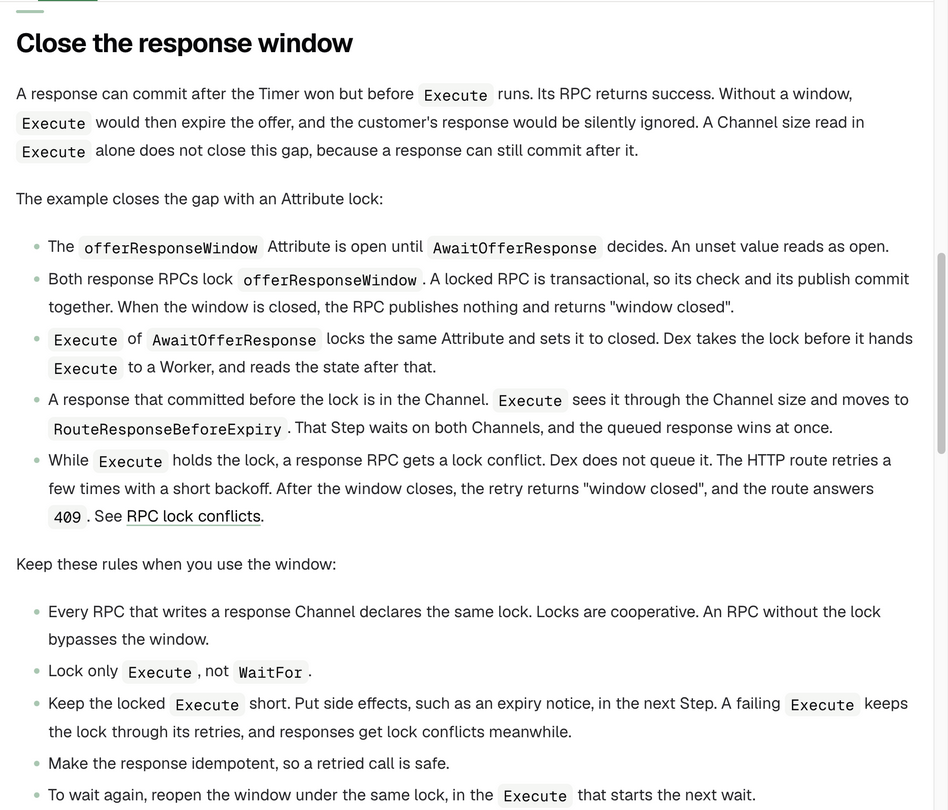 Close the response window
A response can commit after the Timer won but before Execute runs. Its RPC returns success. Without a window,
Execute would then expire the offer, and the customer's response would be silently ignored. A Channel size read in
Execute alone does not close this gap, because a response can still commit after it.
The example closes the gap with an Attribute lock:
The offerResponseWindow Attribute is open until AwaitOfferResponse decides. An unset value reads as open.
Both response RPCs lock offerResponseWindow. A locked RPC is transactional, so its check and its publish commit
together. When the window is closed, the RPC publishes nothing and returns "window closed".
Execute of AwaitOfferResponse locks the same Attribute and sets it to closed. Dex takes the lock before it hands
Execute to a Worker, and reads the state after that.
A response that committed before the lock is in the Channel. Execute sees it through the Channel size and moves to
RouteResponseBeforeExpiry. That Step waits on both Channels, and the queued response wins at once.
While Execute holds the lock, a response RPC gets a lock conflict. Dex does not queue it. The HTTP route retries a
few times with a short backoff. After the window closes, the retry returns "window closed", and the route answers
409. See RPC lock conflicts.
Keep these rules when you use the window:
Every RPC that writes a response Channel declares the same lock. Locks are cooperative. An RPC without the lock
bypasses the window.
Lock only Execute, not WaitFor.
Keep the locked Execute short. Put side effects, such as an expiry notice, in the next Step. A failing Execute keeps
the lock through its retries, and responses get lock conflicts meanwhile.
Make the response idempotent, so a retried call is safe.
To wait again, reopen the window under the same lock, in the Execute that starts the next wait.